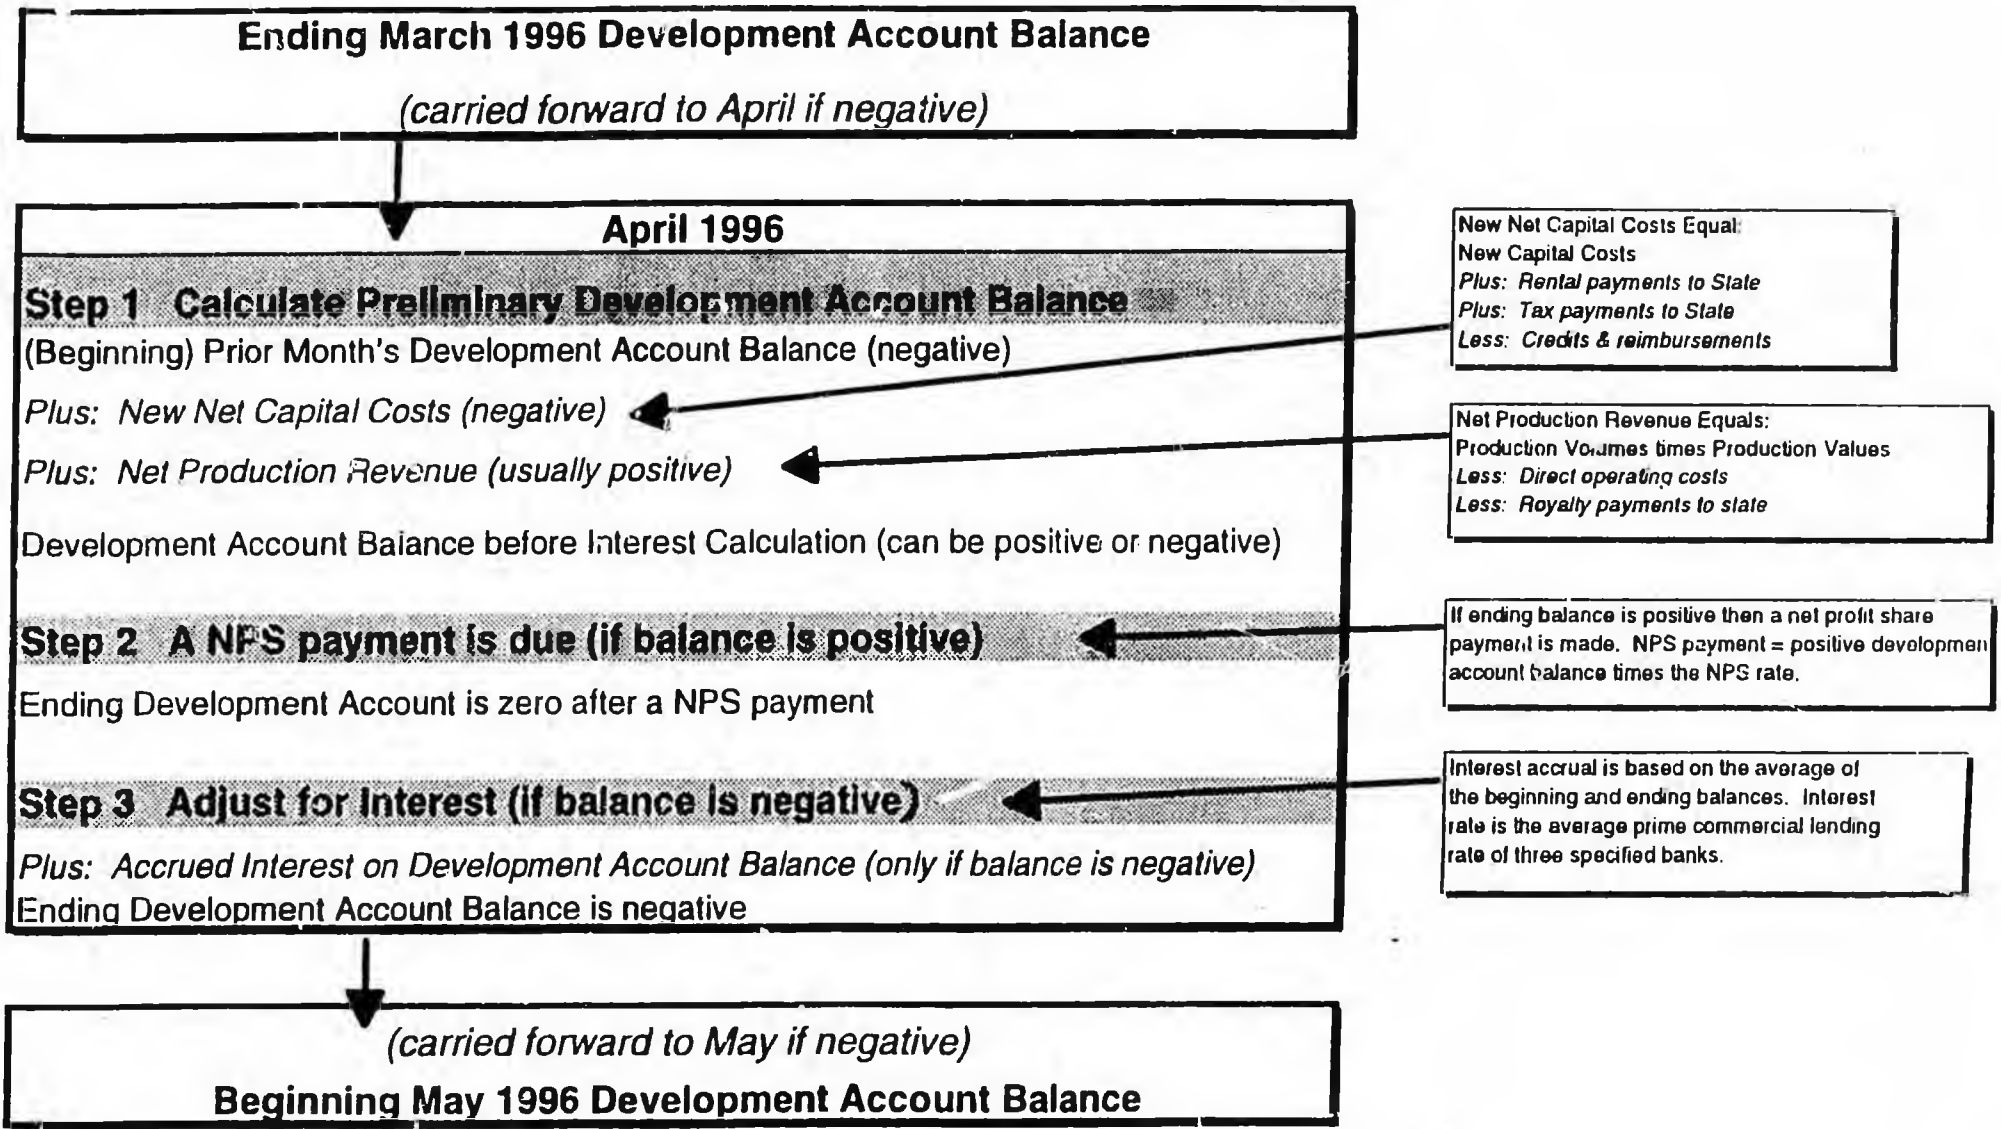 Ending March 1996 Development Account Balance
(carried forward to April if negative)
April 1996
Step 1 Calculate Preliminary Development Account Balance
(Beginning) Prior Month's Development Account Balance (negative)
Plus: New Net Capital Costs (negative)
Plus: Net Production Revenue (usually positive)
Development Account Balance before Interest Calculation (can be positive or negative)
Step 2 A NPS payment is due (if balance is positive)
Ending Development Account is zero after a NPS payment
Step 3 Adjust for Interest (if balance is negative)
Plus: Accrued Interest on Development Account Balance (only if balance is negative)
Ending Development Account Balance is negative
(carried forward to May if negative)
Beginning May 1996 Development Account Balance
New Net Capital Costs Equal:
New Capital Costs
Plus: Rental payments to State
Plus: Tax payments to State
Less: Credits & reimbursements
Net Production Revenue Equals:
Production Volumes times Production Values
Less: Direct operating costs
Less: Royalty payments to state
If ending balance is positive then a net profit share
payment is made. NPS payment = positive developmen
account balance times the NPS rate.
Interest accrual is based on the average of
the beginning and ending balances. Interest
rate is the average prime commercial lending
rate of three specified banks.